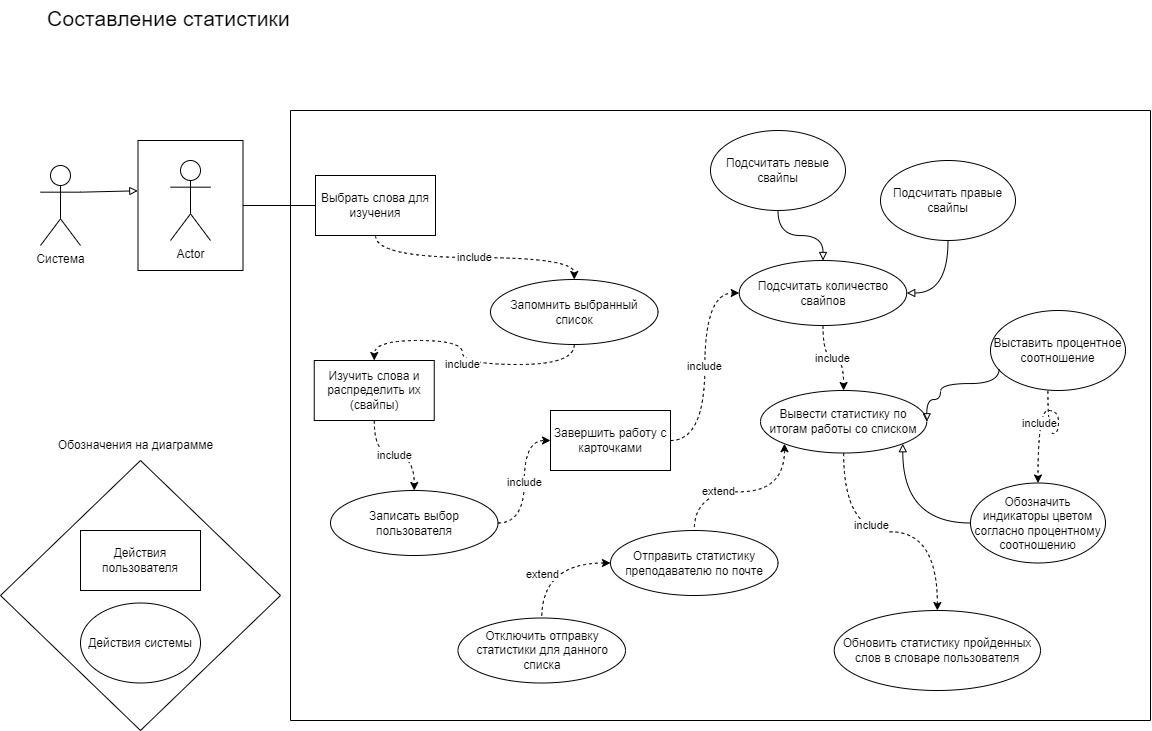 Составление статистики
Система
Actor
Выбрать слова для
изучения
include
Запомнить выбранный
список
include
Изучить слова и
распределить их
(свайпы)
include
Записать выбор
пользователя
include
Завершить работу с
карточками
include
Подсчитать левые
свайпы
Подсчитать правые
свайпы
Подсчитать количество
свайпов
include
Выставить процентное
соотношение
include
Вывести статистику по
итогам работы со списком
Обозначить
индикаторы цветом
согласно процентному
соотношению
extend
include
Отправить статистику
преподавателю по почте
extend
Отключить отправку
статистики для данного
списка
Обновить статистику пройденных
слов в словаре пользователя
Обозначения на диаграмме
Действия
пользователя
Действия системы